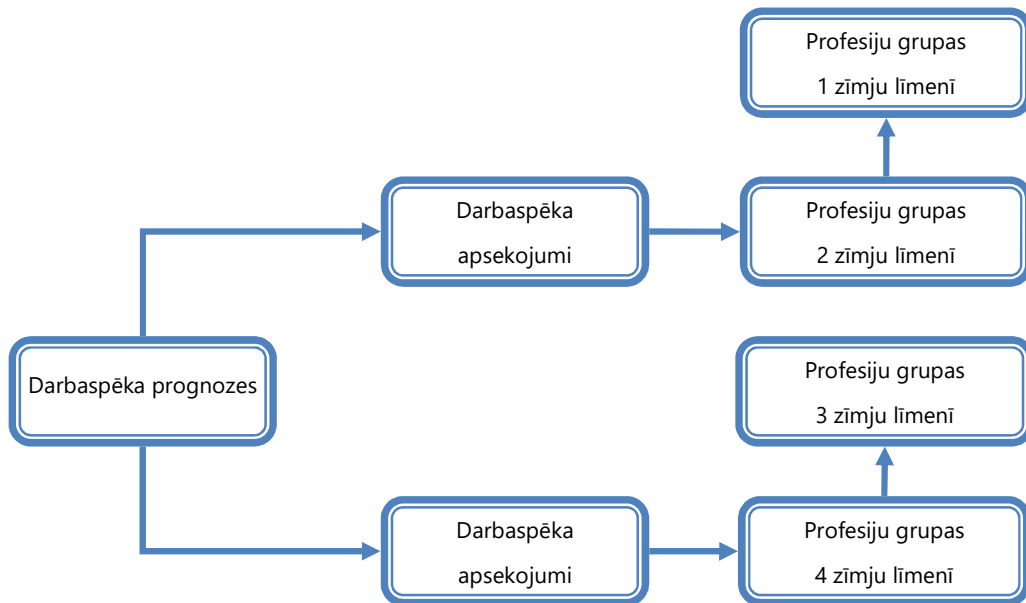 Profesiju grupas
1 zīmju līmenī
Darbaspēka
apsekojumi
Profesiju grupas
2 zīmju līmenī
Darbaspēka prognozes
Profesiju grupas
3 zīmju līmenī
Darbaspēka
apsekojumi
Profesiju grupas
4 zīmju līmenī